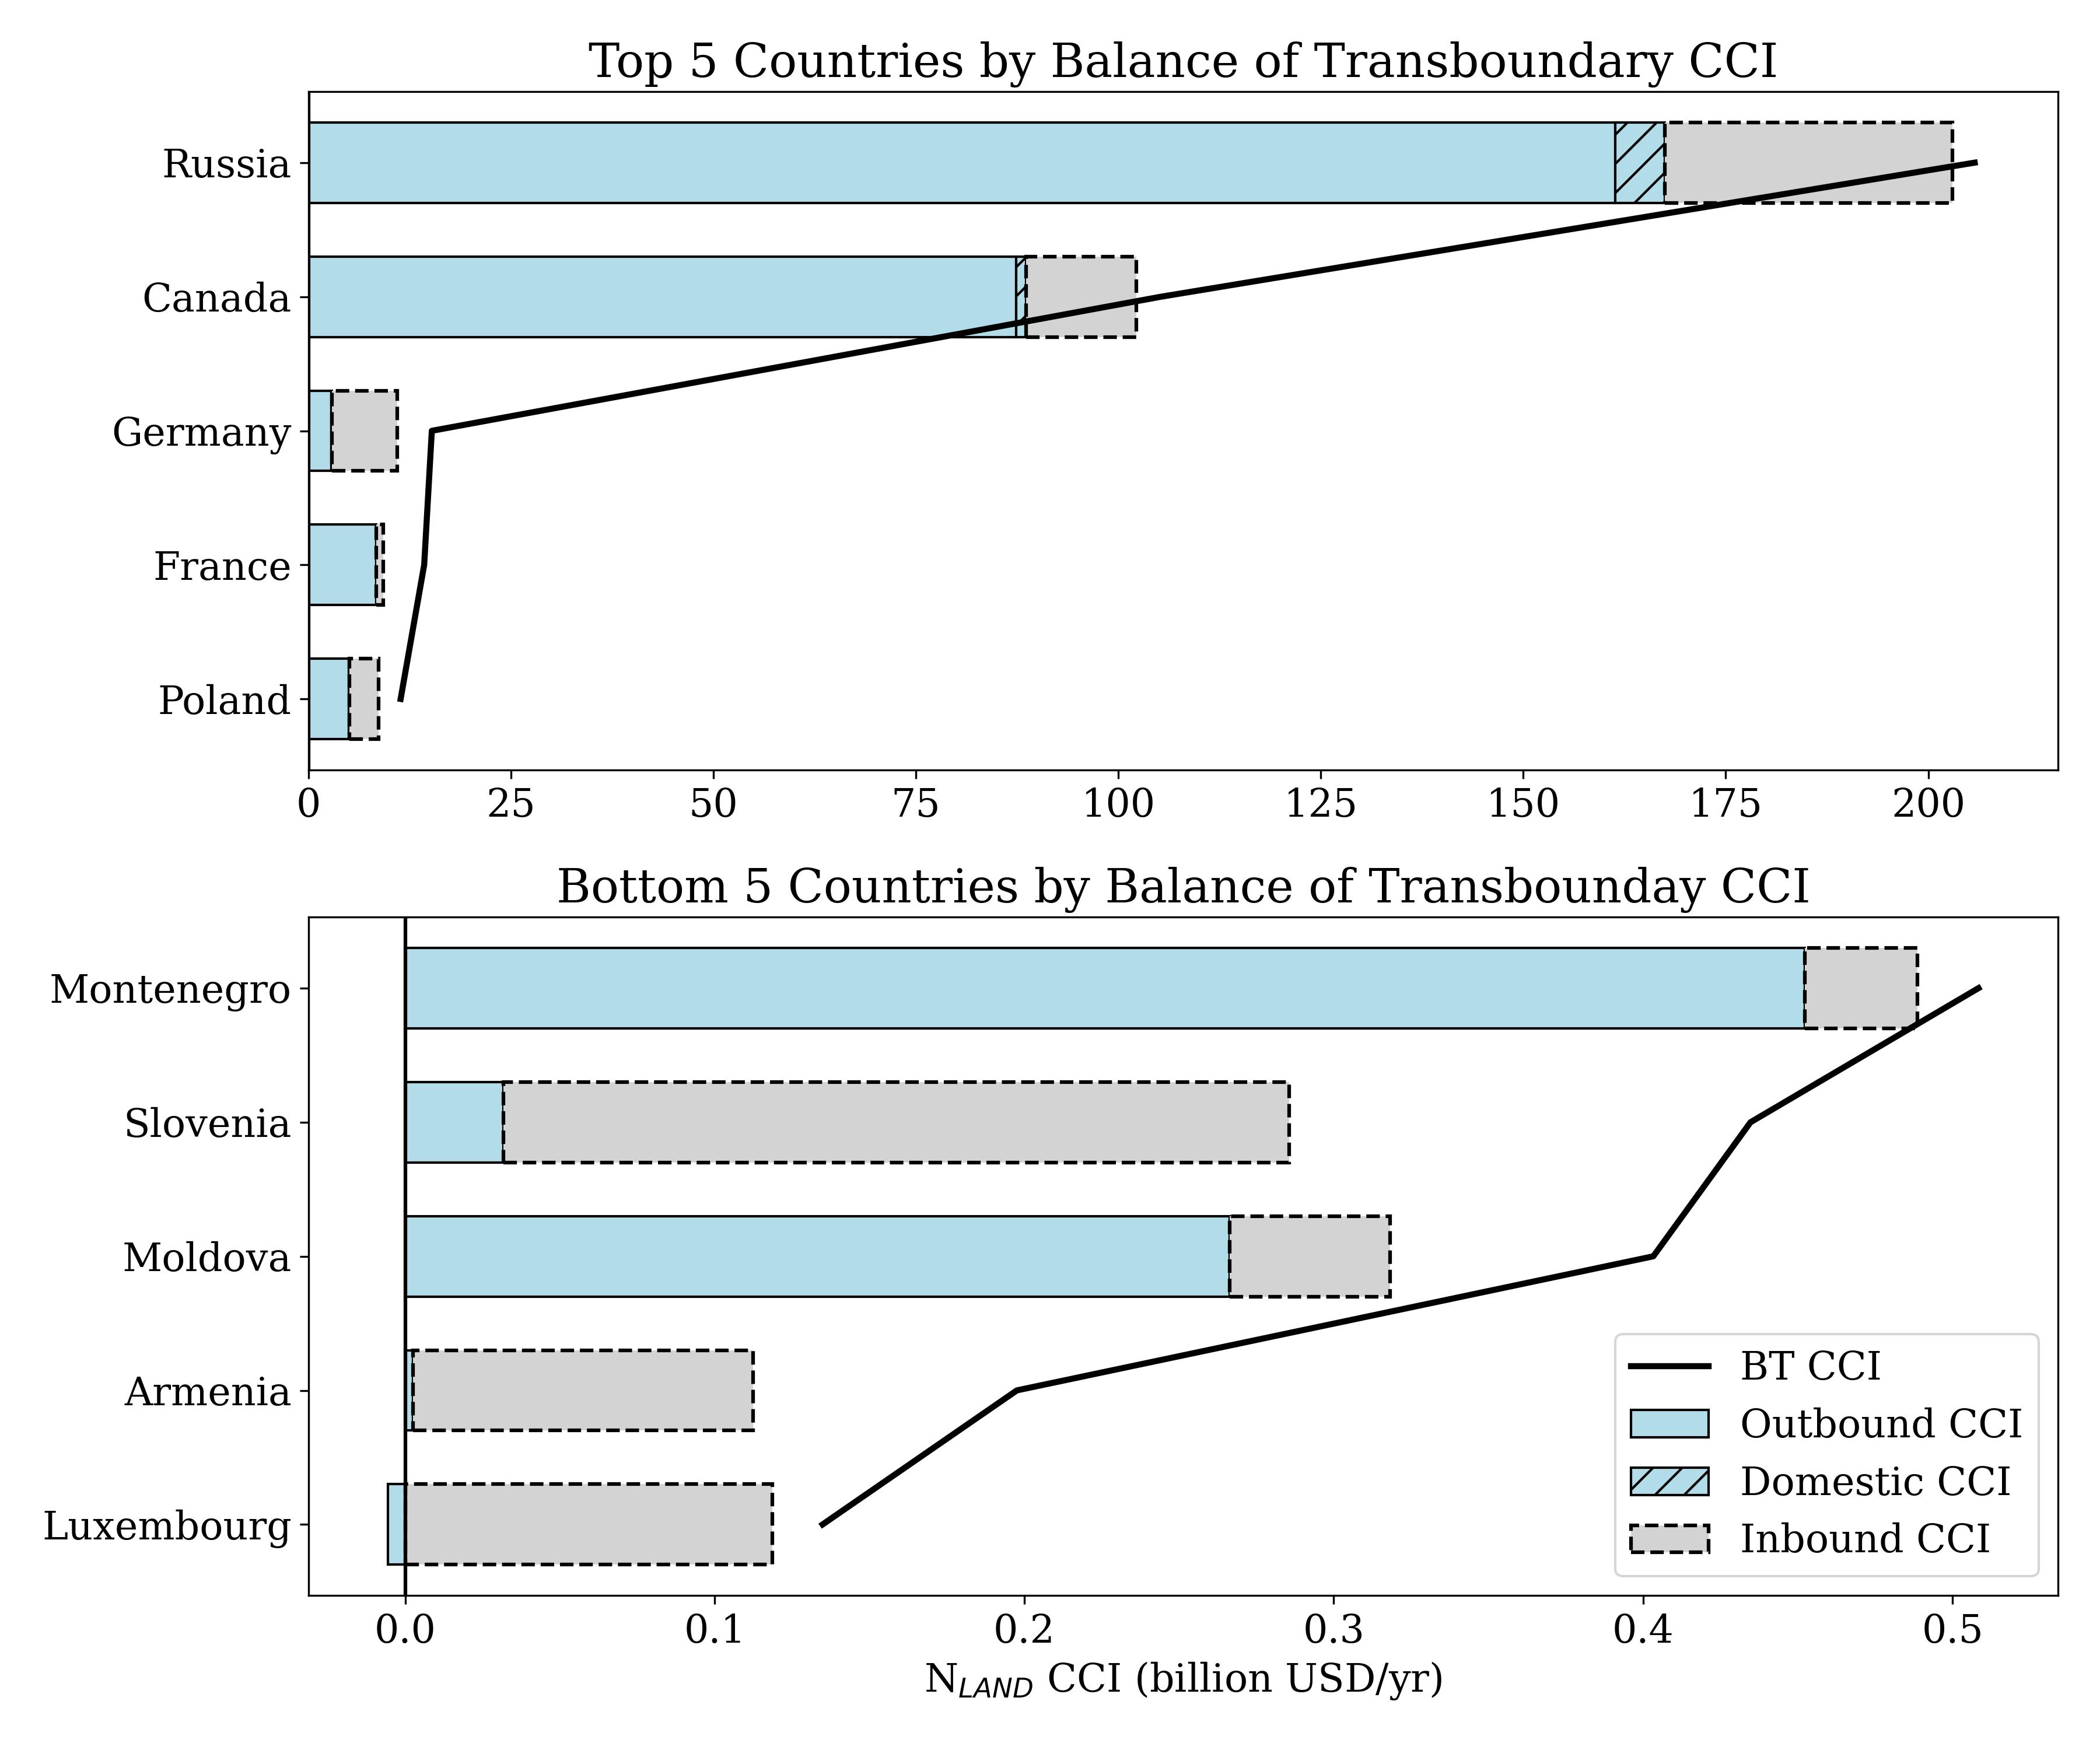 Top 5 Countries by Balance of Transboundary CCI
Russia
Canada
Germany
France
Poland
0 25 50 75 100 125 150 175 200
Bottom 5 Countries by Balance of Transbounday CCI
Montenegro
Slovenia
Moldova
Armenia
Luxembourg
BT CCI
Outbound CCI
Domestic CCI
Inbound CCI
0.0 0.1 0.2 0.3 0.4 0.5
N_LAND CCI (billion USD/yr)